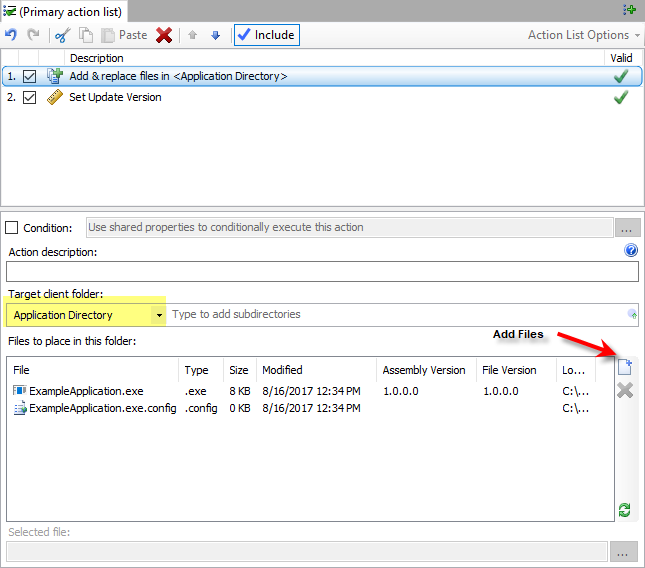 (Primary action list)
Paste Include Action List Options
Description Valid
1. Add & replace files in <Application Directory>
2. Set Update Version
Condition: Use shared properties to conditionally execute this action ...
Action description:
Target client folder:
Application Directory Type to add subdirectories
Add Files
Files to place in this folder:
File Type Size Modified Assembly Version File Version Lo...
ExampleApplication.exe .exe 8 KB 8/16/2017 12:34 PM 1.0.0.0 1.0.0.0 C:\...
ExampleApplication.exe.config .config 0 KB 8/16/2017 12:34 PM C:\...
Selected file:
...